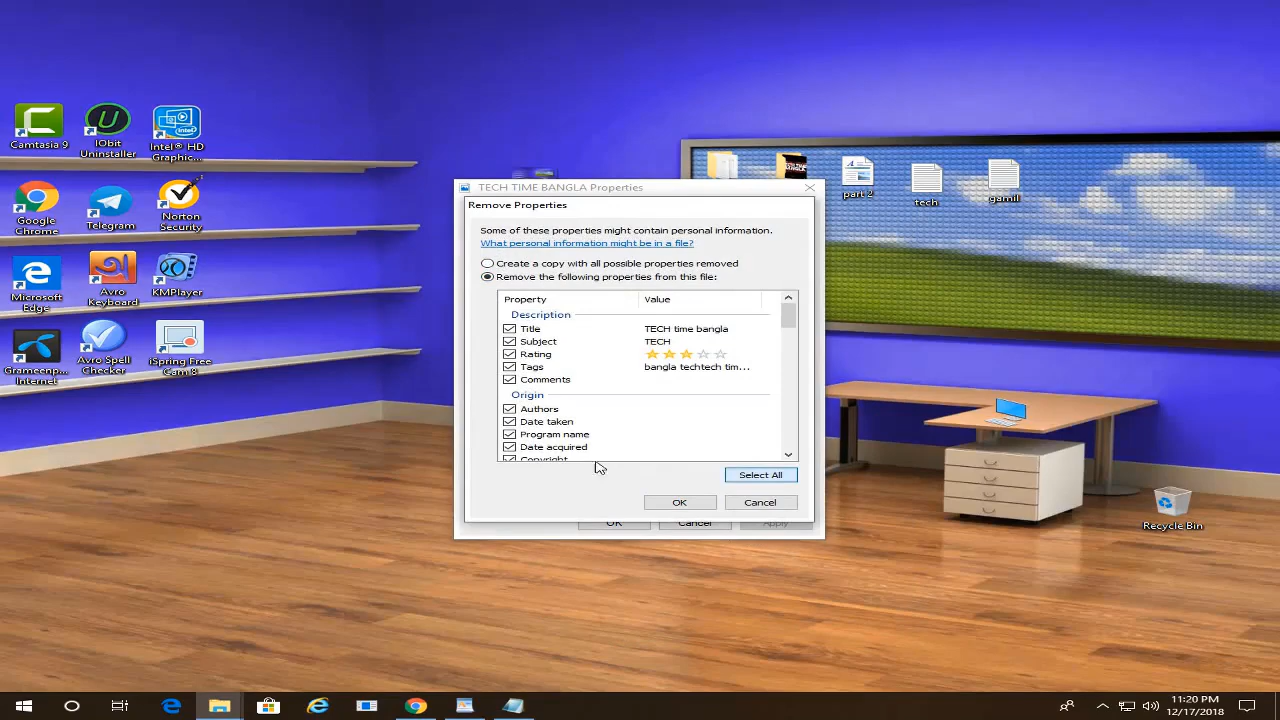 Camtasia 9
IObit
Uninstaller
Intel® HD
Graphic...
Google
Chrome
Telegram
Norton
Security
Microsoft
Edge
Avro
Keyboard
KMPlayer
Grameenp...
Internet
Avro Spell
Checker
iSpring Free
Cam 8
part 2
tech
gamil
Recycle Bin
TECH TIME BANGLA Properties
Remove Properties
Some of these properties might contain personal information.
What personal information might be in a file?
Create a copy with all possible properties removed
Remove the following properties from this file:
Property Value
Description
Title TECH time bangla
Subject TECH
Rating
Tags bangla techtech tim...
Comments
Origin
Authors
Date taken
Program name
Date acquired
Copyright
Select All
OK Cancel
OK Cancel Apply
11:20 PM
12/17/2018